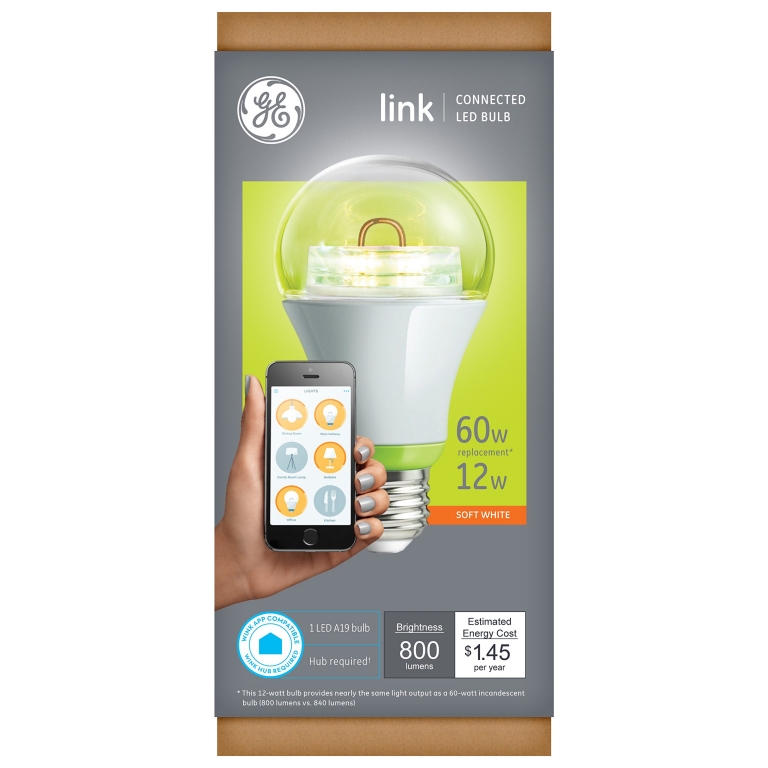 GE
link
CONNECTED
LED BULB
LIGHTS
60w
replacement*
12w
SOFT WHITE
WINK APP COMPATIBLE
WINK HUB REQUIRED
1 LED A19 bulb
Hub required†
Brightness
800
lumens
Estimated
Energy Cost
$1.45
per year
* This 12-watt bulb provides nearly the same light output as a 60-watt incandescent
bulb (800 lumens vs. 840 lumens)